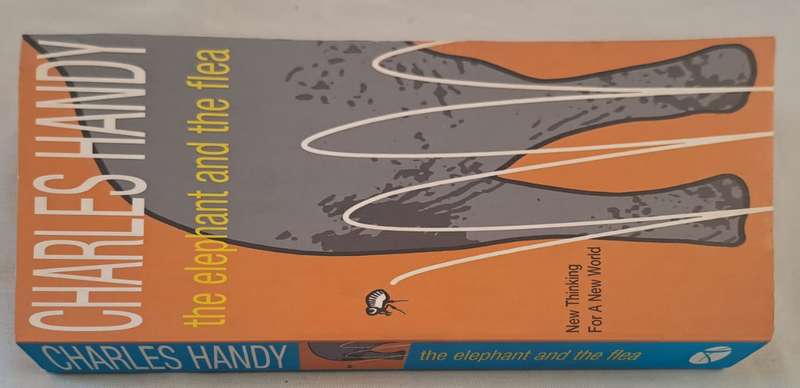 CHARLES HANDY
the elephant and the flea
New Thinking
For A New World
CHARLES HANDY
the elephant and the flea